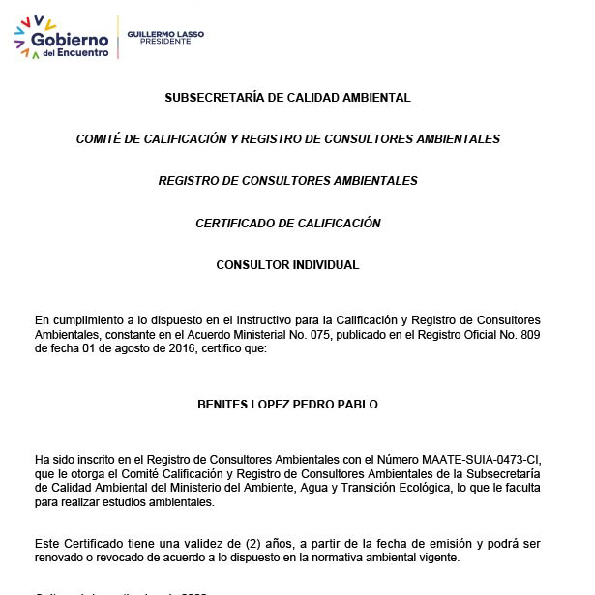 Gobierno
del Encuentro
GUILLERMO LASSO
PRESIDENTE
SUBSECRETARÍA DE CALIDAD AMBIENTAL
COMITÉ DE CALIFICACIÓN Y REGISTRO DE CONSULTORES AMBIENTALES
REGISTRO DE CONSULTORES AMBIENTALES
CERTIFICADO DE CALIFICACIÓN
CONSULTOR INDIVIDUAL
En cumplimiento a lo dispuesto en el Instructivo para la Calificación y Registro de Consultores
Ambientales, constante en el Acuerdo Ministerial No. 075, publicado en el Registro Oficial No. 809
de fecha 01 de agosto de 2016, certifico que:
BENITES LOPEZ PEDRO PABLO
Ha sido inscrito en el Registro de Consultores Ambientales con el Número MAATE-SUIA-0473-CI,
que le otorga el Comité Calificación y Registro de Consultores Ambientales de la Subsecretaría
de Calidad Ambiental del Ministerio del Ambiente, Agua y Transición Ecológica, lo que le faculta
para realizar estudios ambientales.
Este Certificado tiene una validez de (2) años, a partir de la fecha de emisión y podrá ser
renovado o revocado de acuerdo a lo dispuesto en la normativa ambiental vigente.